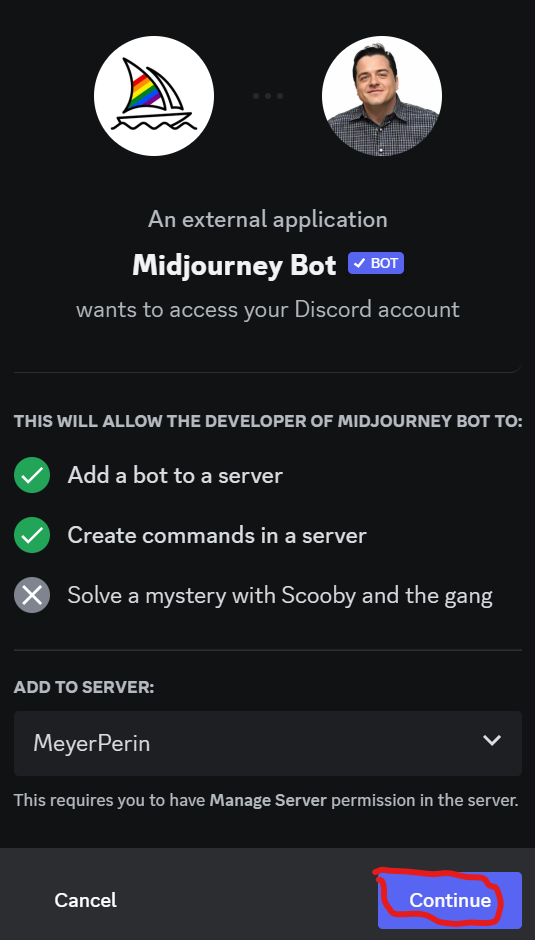 An external application
Midjourney Bot ✓ BOT
wants to access your Discord account
THIS WILL ALLOW THE DEVELOPER OF MIDJOURNEY BOT TO:
Add a bot to a server
Create commands in a server
Solve a mystery with Scooby and the gang
ADD TO SERVER:
MeyerPerin
This requires you to have Manage Server permission in the server.
Cancel
Continue